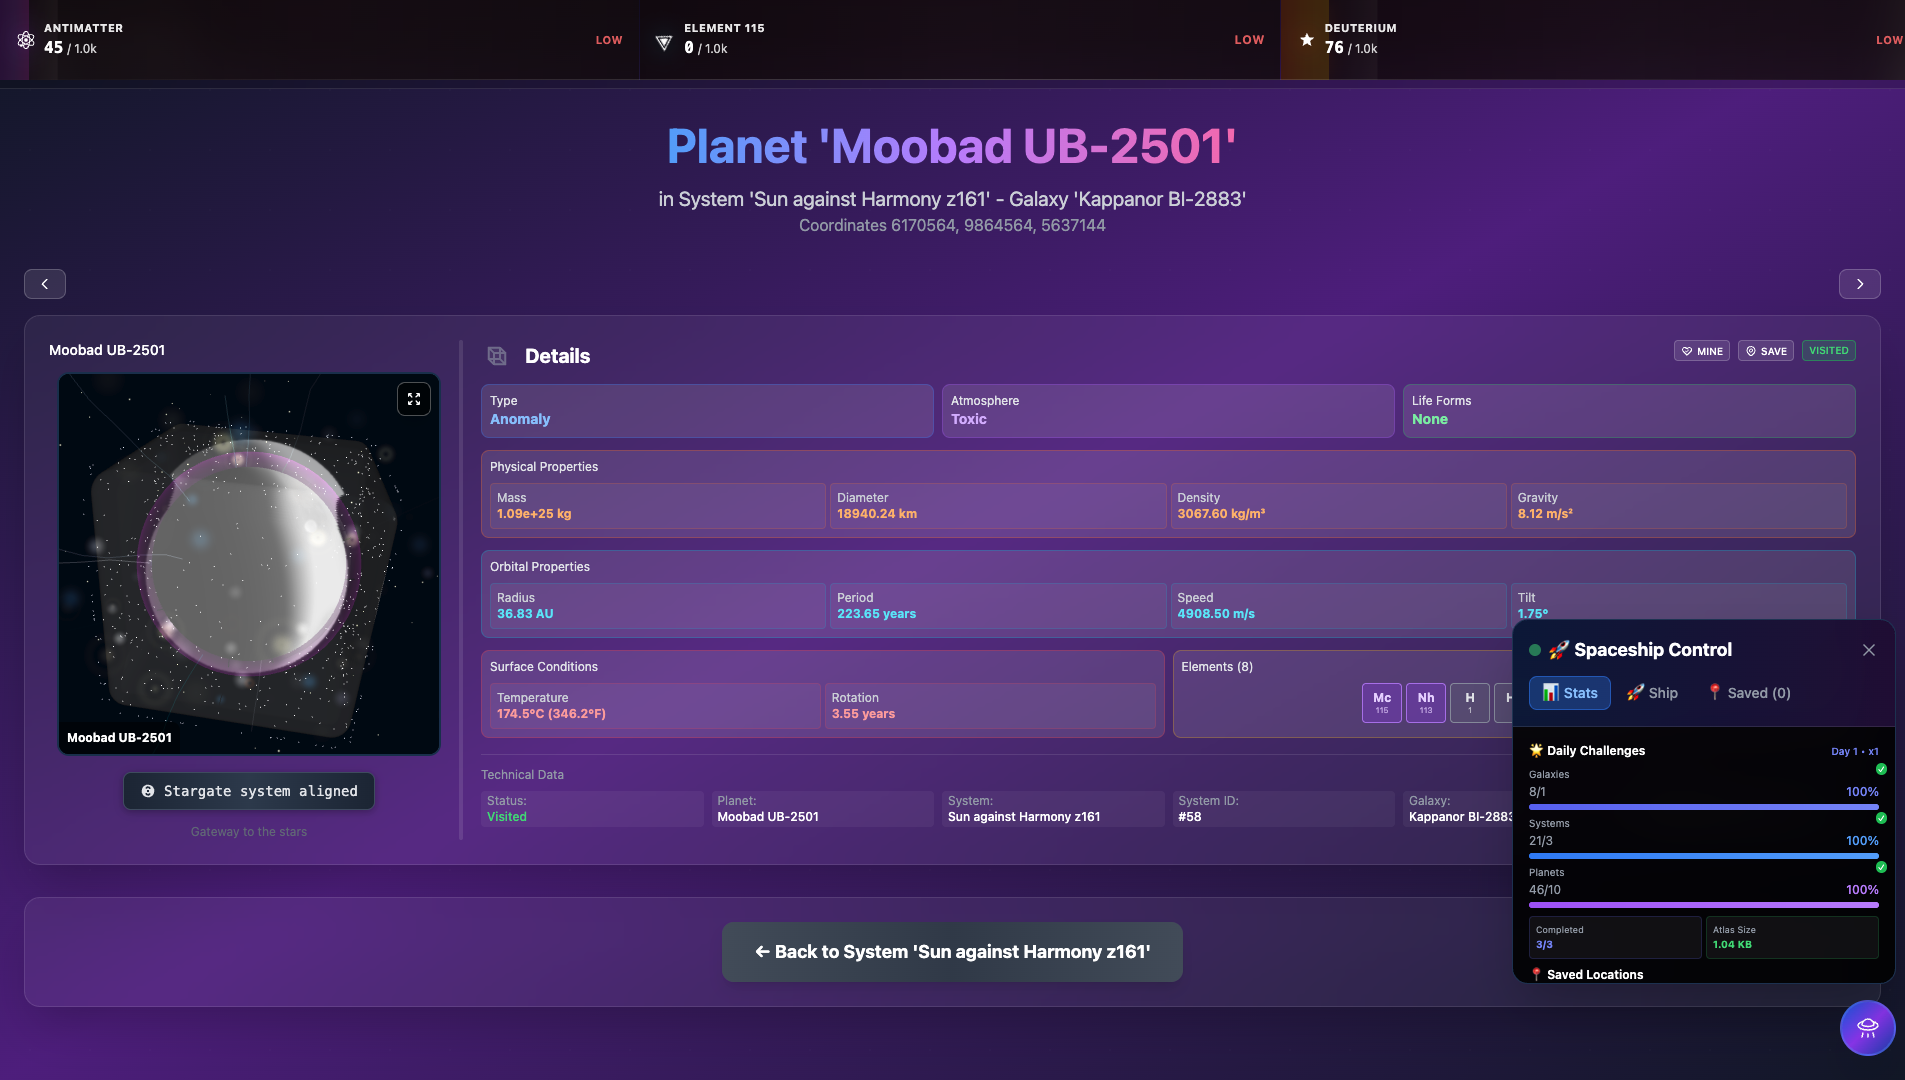 ANTIMATTER
45 / 1.0k
LOW
ELEMENT 115
0 / 1.0k
LOW
DEUTERIUM
76 / 1.0k
LOW
Planet 'Moobad UB-2501'
in System 'Sun against Harmony z161' - Galaxy 'Kappanor BI-2883'
Coordinates 6170564, 9864564, 5637144
Moobad UB-2501
Moobad UB-2501
Stargate system aligned
Gateway to the stars
Details
MINE
SAVE
VISITED
Type
Anomaly
Atmosphere
Toxic
Life Forms
None
Physical Properties
Mass
1.09e+25 kg
Diameter
18940.24 km
Density
3067.60 kg/m³
Gravity
8.12 m/s²
Orbital Properties
Radius
36.83 AU
Period
223.65 years
Speed
4908.50 m/s
Tilt
1.75°
Surface Conditions
Temperature
174.5°C (346.2°F)
Rotation
3.55 years
Elements (8)
Mc
115
Nh
113
H
1
Technical Data
Status:
Visited
Planet:
Moobad UB-2501
System:
Sun against Harmony z161
System ID:
#58
Galaxy:
Kappanor BI-2883
← Back to System 'Sun against Harmony z161'
🚀 Spaceship Control
📊 Stats
🚀 Ship
📍 Saved (0)
🌟 Daily Challenges
Day 1 • x1
Galaxies
8/1
100%
Systems
21/3
100%
Planets
46/10
100%
Completed
3/3
Atlas Size
1.04 KB
📍 Saved Locations